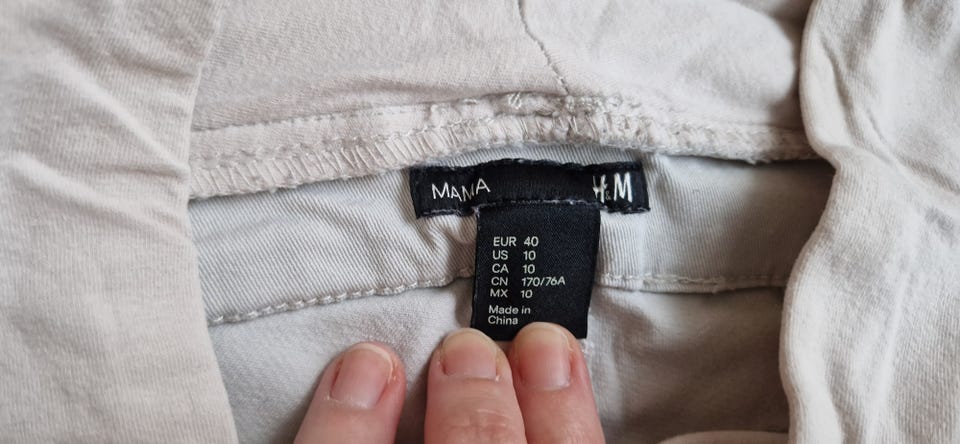 MAMA H&M
EUR 40
US 10
CA 10
CN 170/76A
MX 10
Made in
China